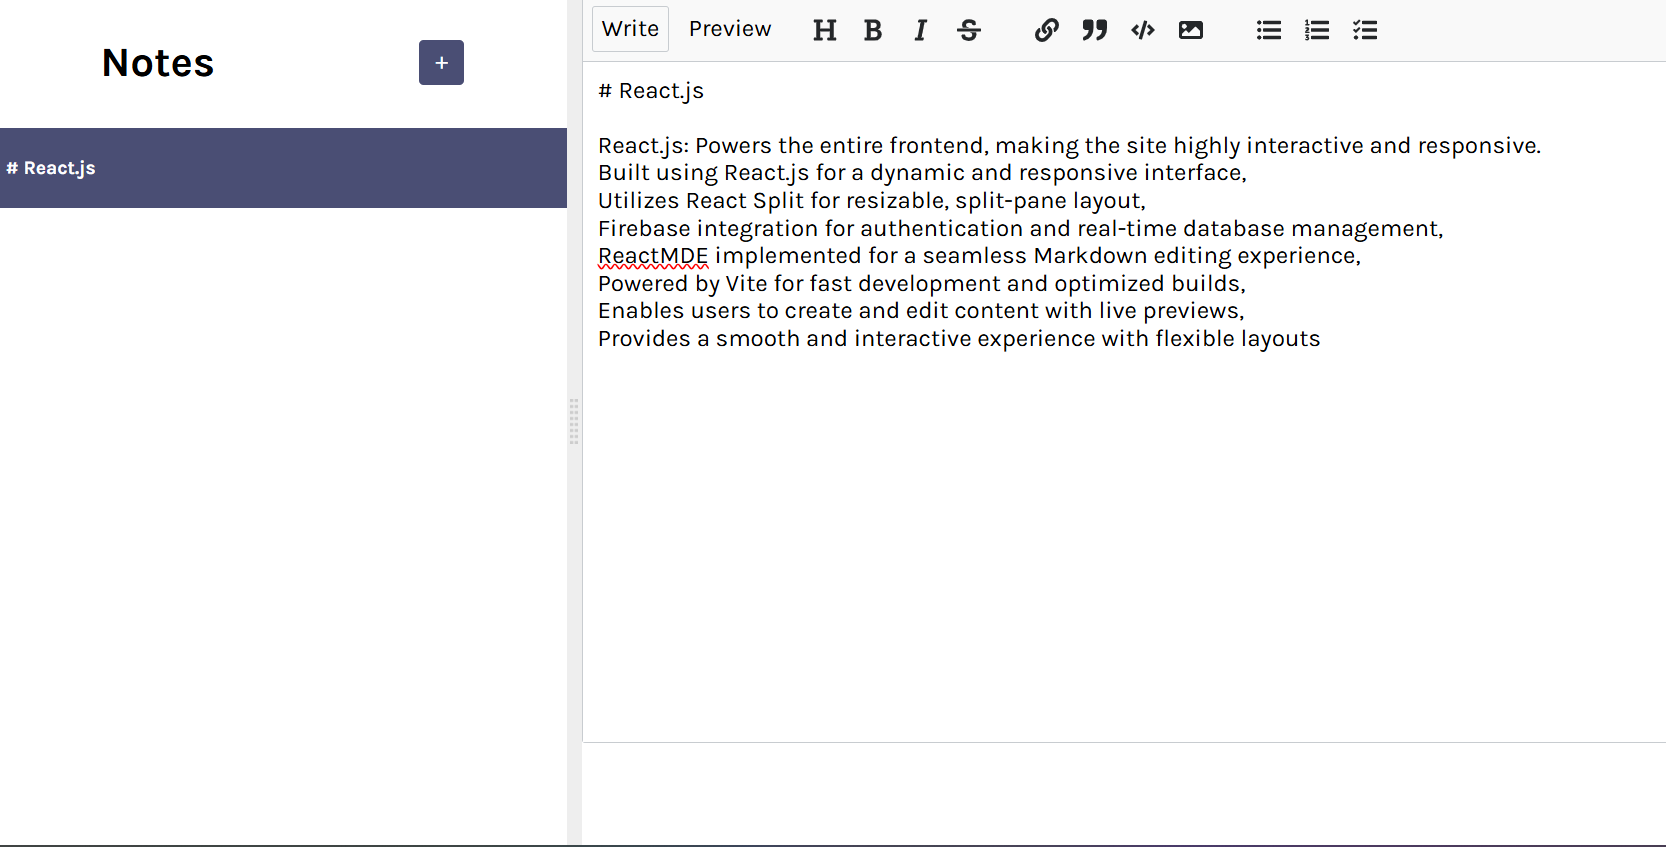 Notes
+
# React.js
Write Preview H B I S
# React.js
React.js: Powers the entire frontend, making the site highly interactive and responsive.
Built using React.js for a dynamic and responsive interface,
Utilizes React Split for resizable, split-pane layout,
Firebase integration for authentication and real-time database management,
ReactMDE implemented for a seamless Markdown editing experience,
Powered by Vite for fast development and optimized builds,
Enables users to create and edit content with live previews,
Provides a smooth and interactive experience with flexible layouts